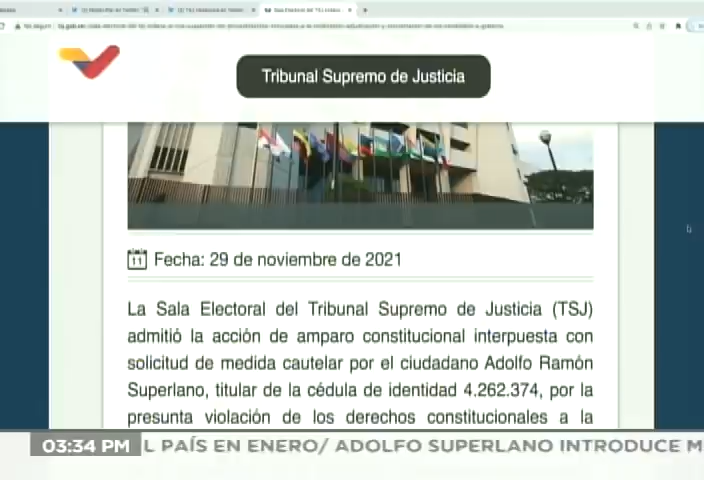 Tribunal Supremo de Justicia
Fecha: 29 de noviembre de 2021
La Sala Electoral del Tribunal Supremo de Justicia (TSJ)
admitió la acción de amparo constitucional interpuesta con
solicitud de medida cautelar por el ciudadano Adolfo Ramón
Superlano, titular de la cédula de identidad 4.262.374, por la
presunta violación de los derechos constitucionales a la
03:34 PM L PAÍS EN ENERO/ ADOLFO SUPERLANO INTRODUCE M